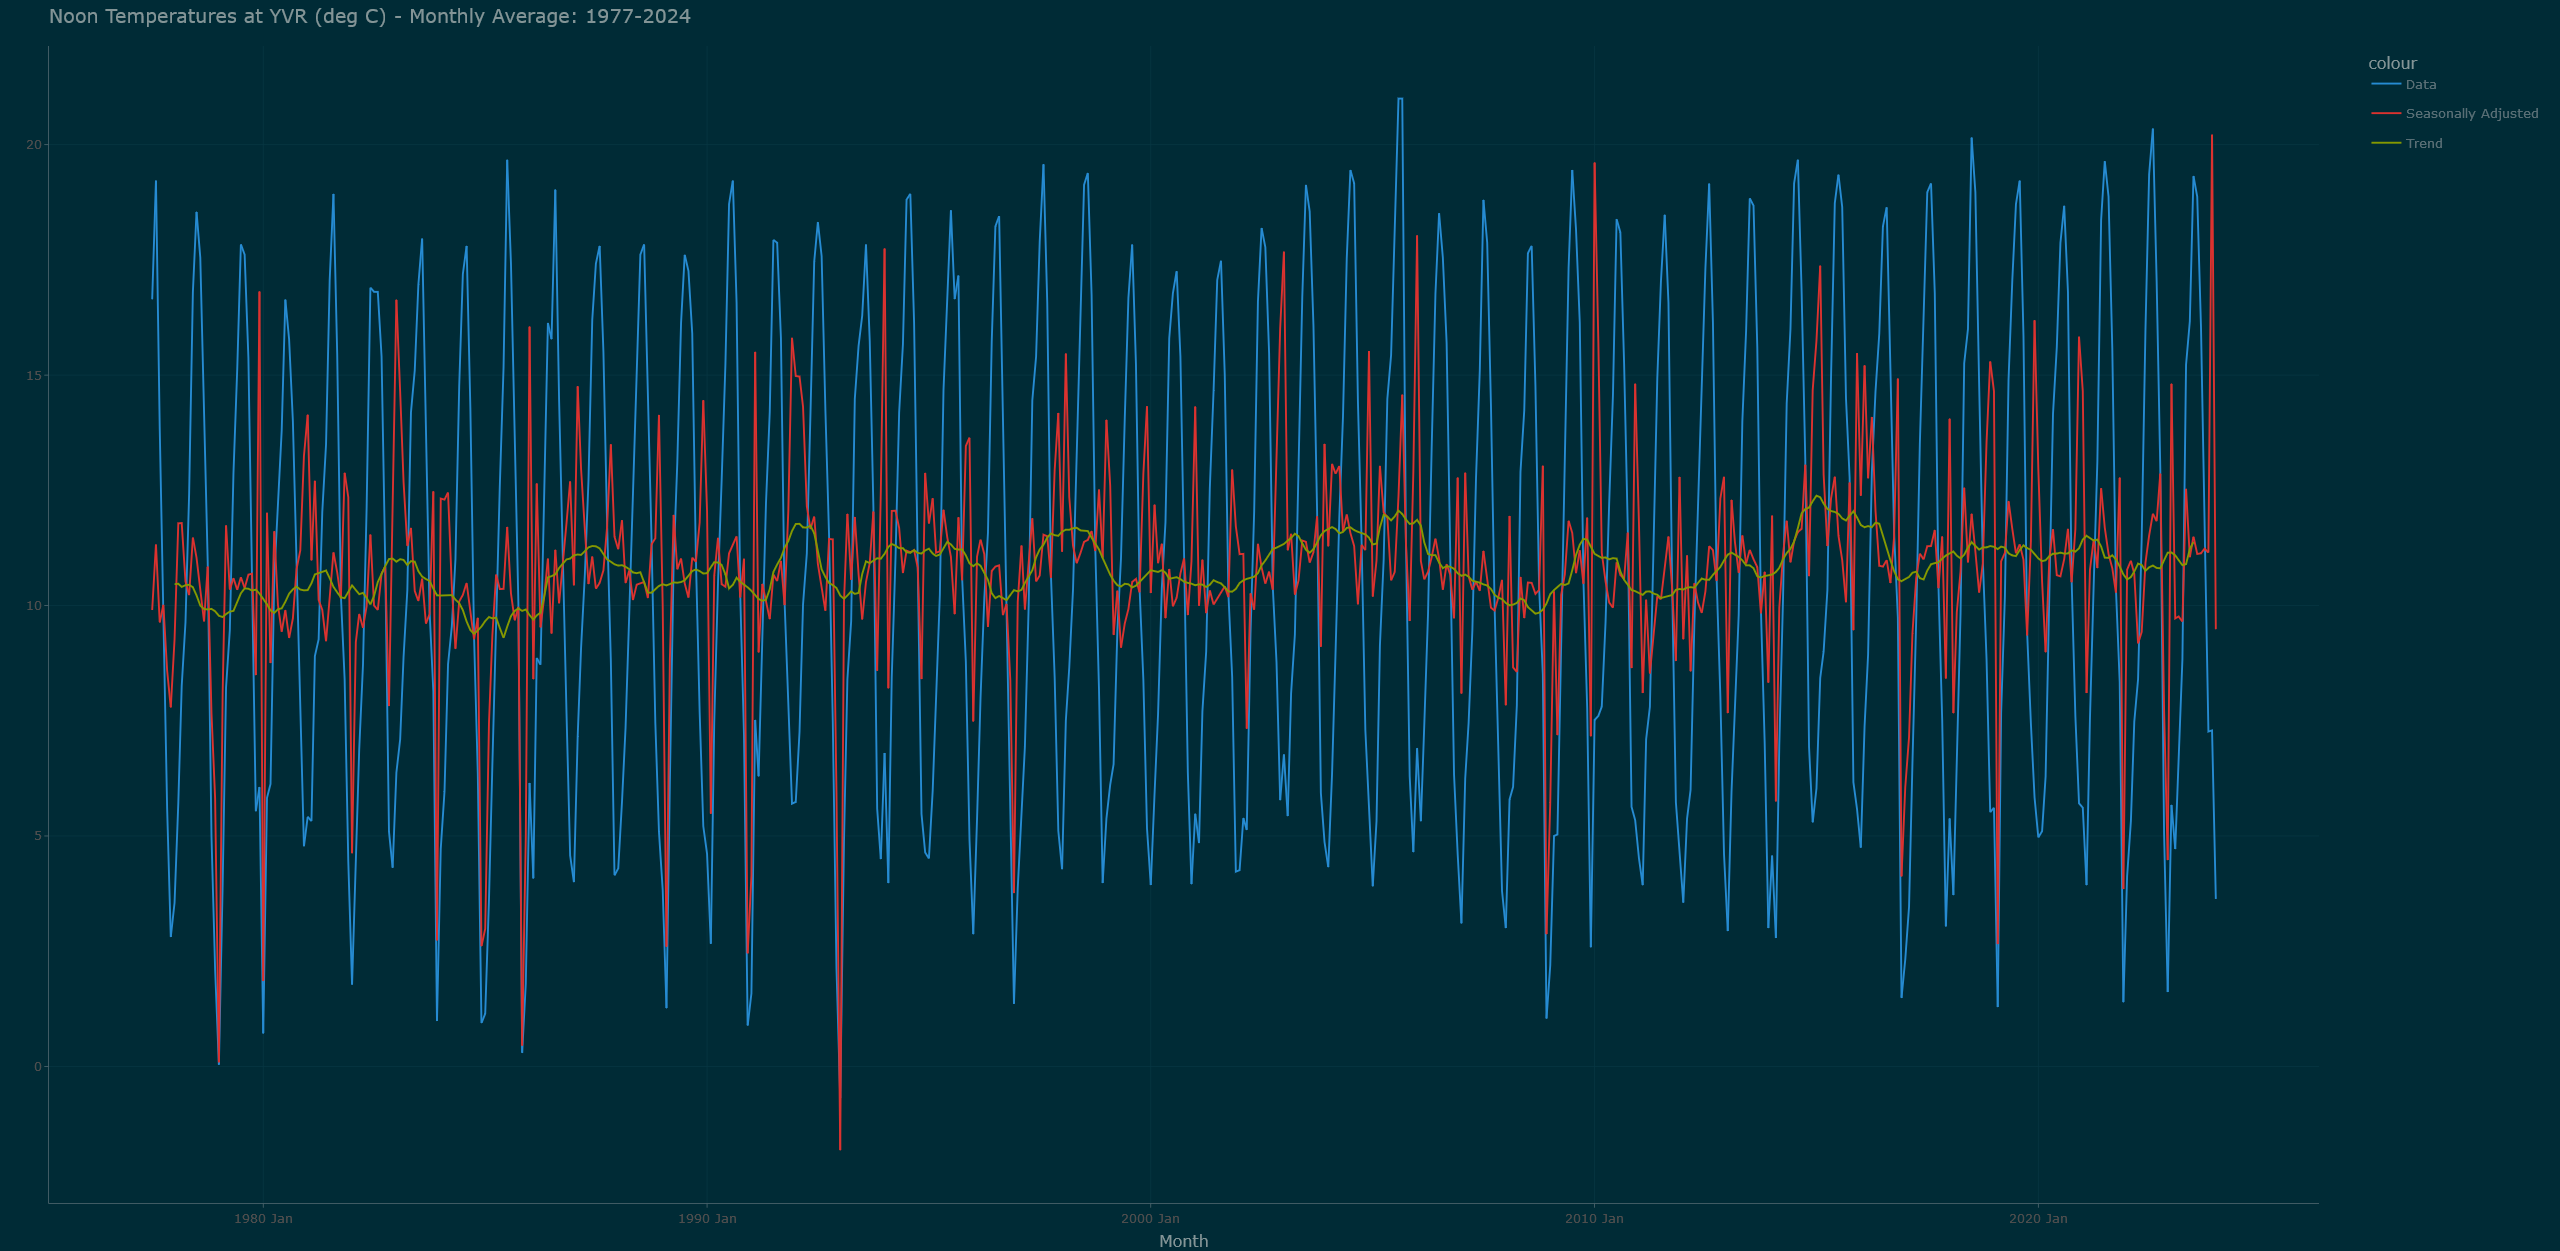 Noon Temperatures at YVR (deg C) - Monthly Average: 1977-2024
colour
Data
Seasonally Adjusted
Trend
20
15
10
5
0
1980 Jan
1990 Jan
2000 Jan
2010 Jan
2020 Jan
Month